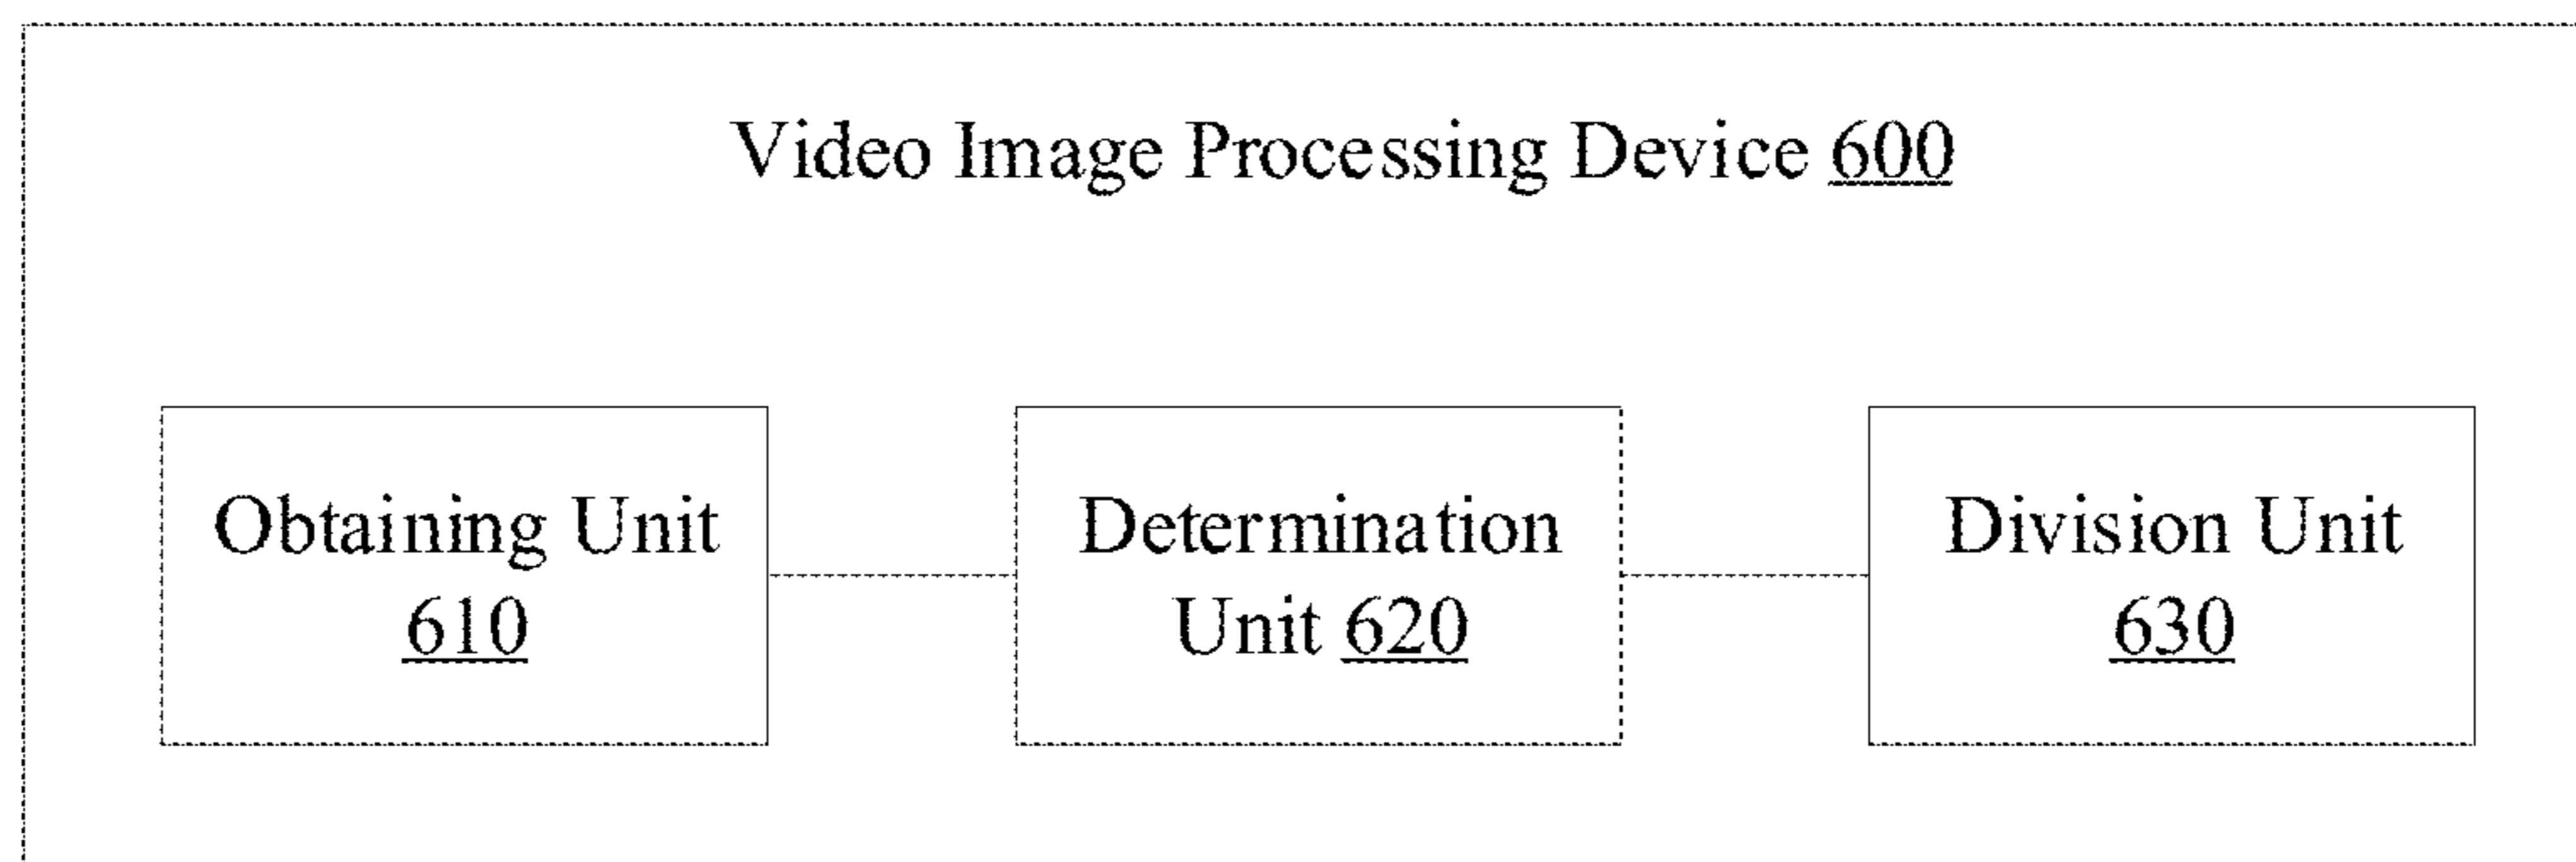 Video Image Processing Device 600
Obtaining Unit
610
Determination
Unit 620
Division Unit
630